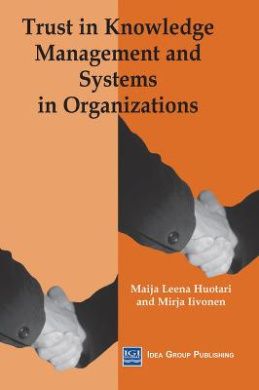 Trust in Knowledge
Management and
Systems
in Organizations
Maija Leena Huotari
and Mirja Iivonen
IGI
IDEA GROUP PUBLISHING